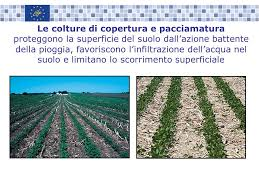 Le colture di copertura e pacciamatura
proteggono la superficie del suolo dall'azione battente
della pioggia, favoriscono l'infiltrazione dell'acqua nel
suolo e limitano lo scorrimento superficiale